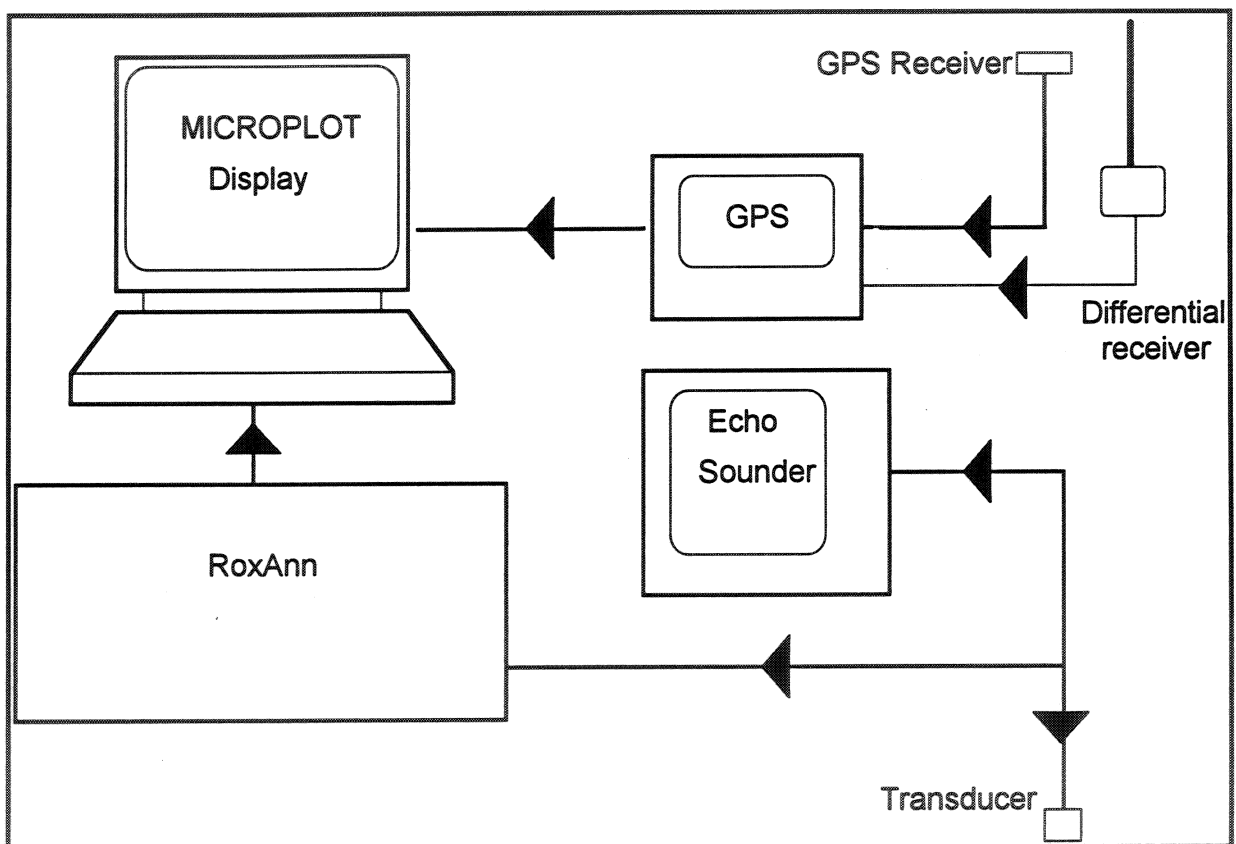 MICROPLOT
Display
GPS Receiver
GPS
Differential
receiver
Echo
Sounder
RoxAnn
Transducer